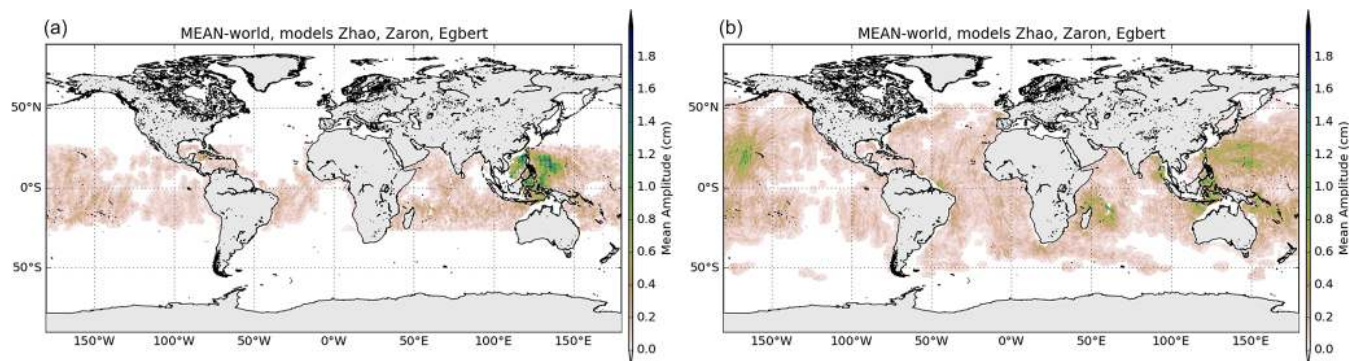 (a)
MEAN-world, models Zhao, Zaron, Egbert
50°N
0°S
50°S
150°W
100°W
50°W
0°W
50°E
100°E
150°E
1.8
1.6
1.4
1.2
1.0
0.8
0.6
0.4
0.2
0.0
Mean Amplitude (cm)
(b)
MEAN-world, models Zhao, Zaron, Egbert
50°N
0°S
50°S
150°W
100°W
50°W
0°W
50°E
100°E
150°E
1.8
1.6
1.4
1.2
1.0
0.8
0.6
0.4
0.2
0.0
Mean Amplitude (cm)